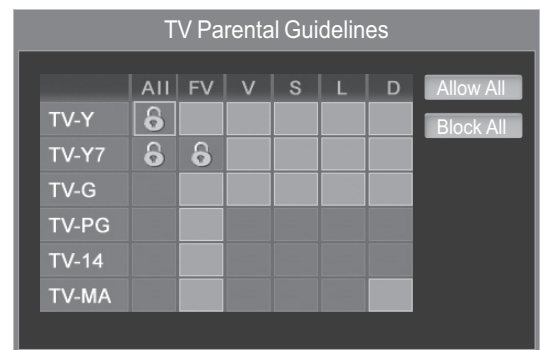 TV Parental Guidelines
All FV V S L D
Allow All
TV-Y
Block All
TV-Y7
TV-G
TV-PG
TV-14
TV-MA